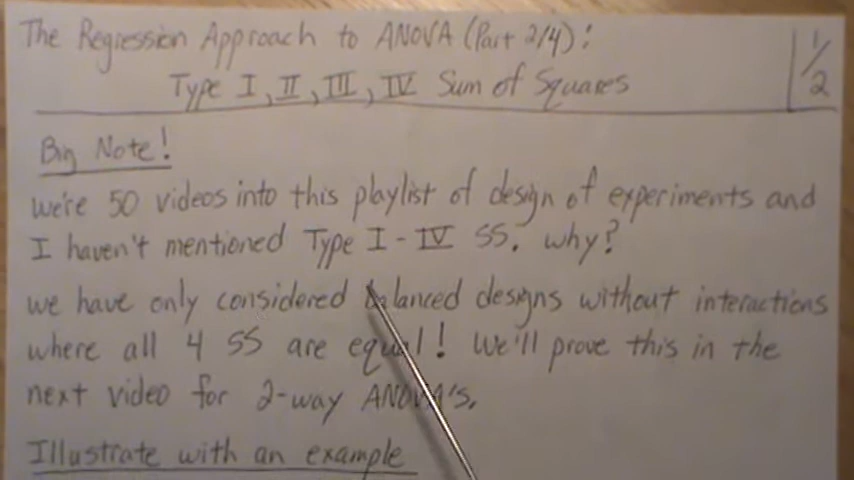 The Regression Approach to ANOVA (Part 2/4):
Type I, II, III, IV Sum of Squares
1/2
Big Note!
we're 50 videos into this playlist of design of experiments and
I haven't mentioned Type I - IV SS. why?
we have only considered balanced designs without interactions
where all 4 SS are equal! We'll prove this in the
next video for 2-way ANOVA's.
Illustrate with an example